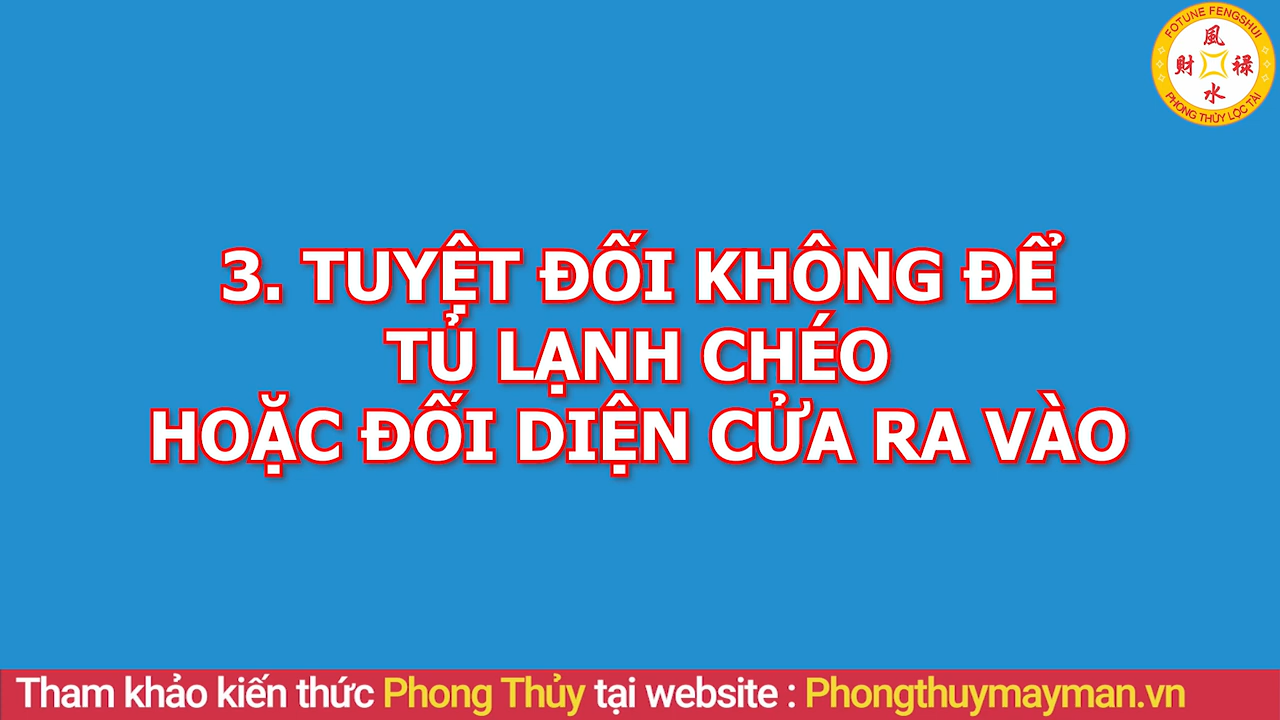 FOTUNE FENGSHUI
風
財 禄
水
PHONG THỦY LỘC TÀI
3. TUYỆT ĐỐI KHÔNG ĐỂ
TỦ LẠNH CHÉO
HOẶC ĐỐI DIỆN CỬA RA VÀO
Tham khảo kiến thức Phong Thủy tại website : Phongthuymayman.vn